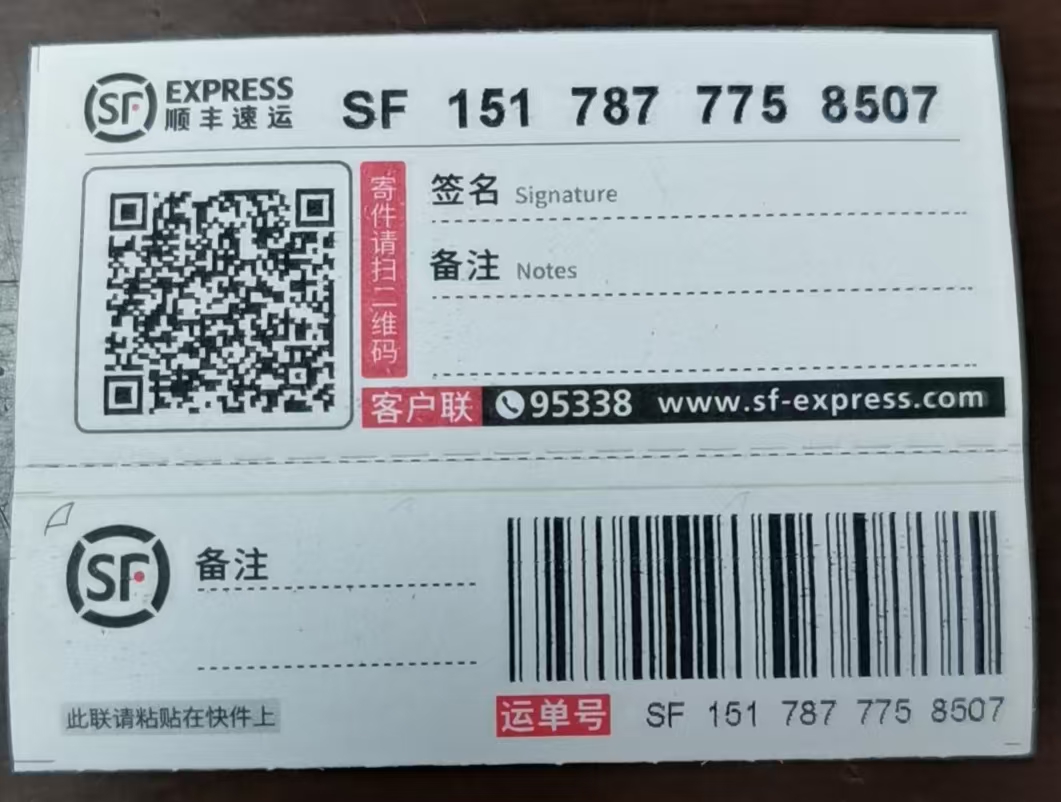 SF EXPRESS
顺丰速运
SF 151 787 775 8507
寄件请扫二维码
签名 Signature
备注 Notes
客户联 95338 www.sf-express.com
SF
备注
此联请粘贴在快件上
运单号 SF 151 787 775 8507